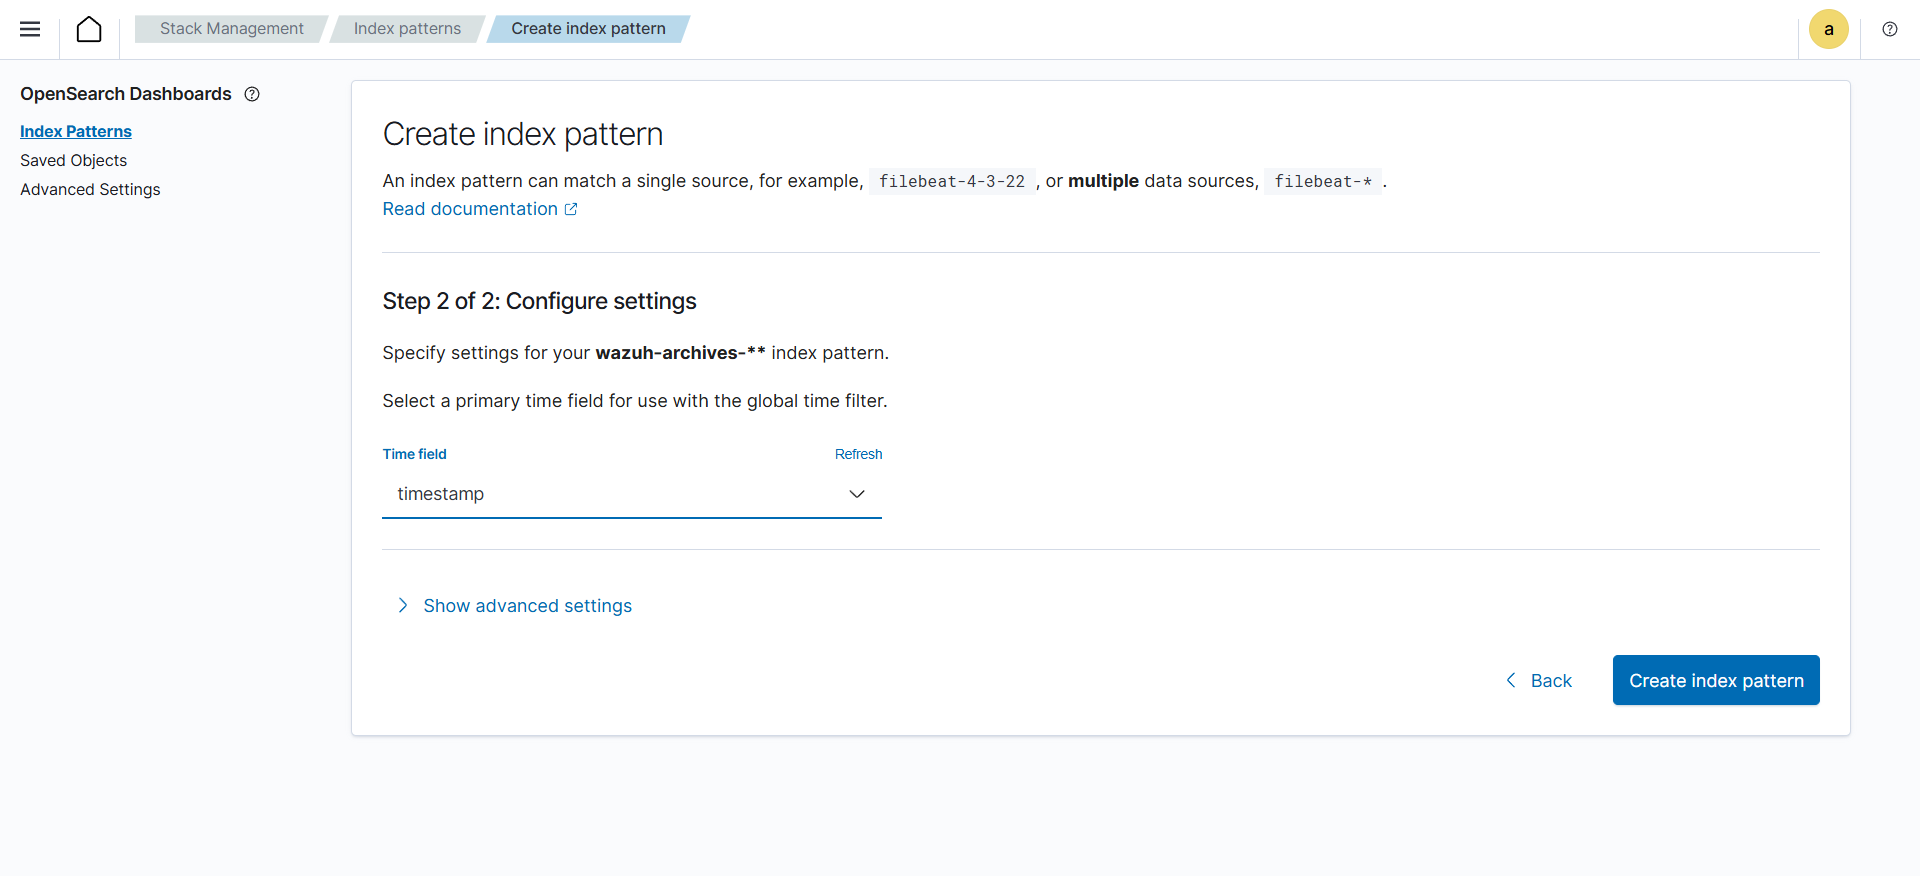 Stack Management
Index patterns
Create index pattern
a
OpenSearch Dashboards
Index Patterns
Saved Objects
Advanced Settings
Create index pattern
An index pattern can match a single source, for example, filebeat-4-3-22 , or multiple data sources, filebeat-* .
Read documentation
Step 2 of 2: Configure settings
Specify settings for your wazuh-archives-** index pattern.
Select a primary time field for use with the global time filter.
Time field
Refresh
timestamp
Show advanced settings
Back
Create index pattern